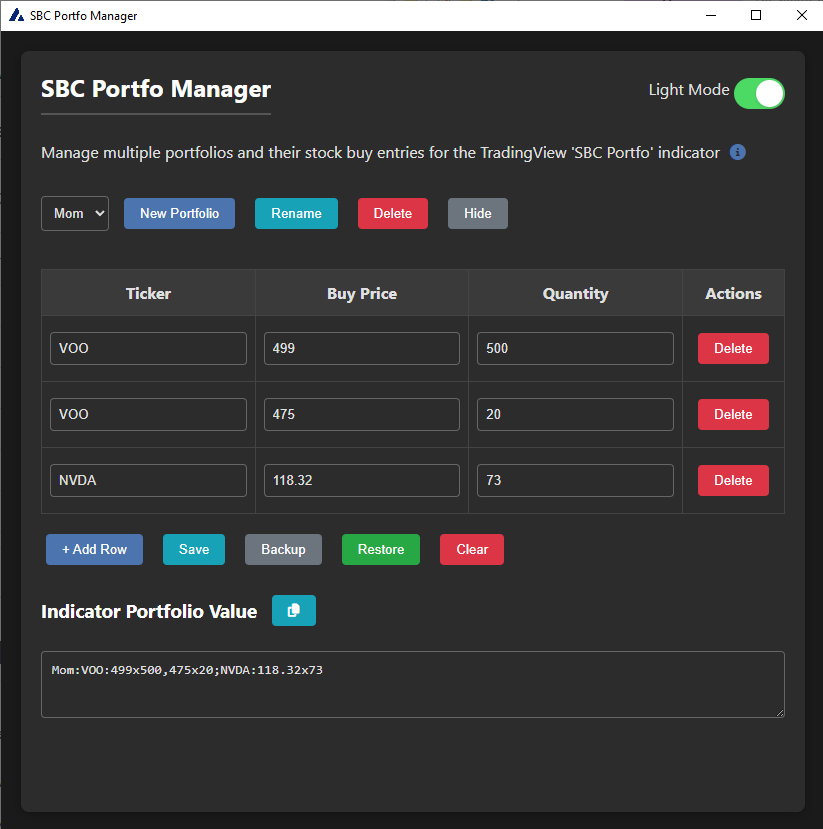 SBC Portfo Manager
SBC Portfo Manager
Light Mode
Manage multiple portfolios and their stock buy entries for the TradingView 'SBC Portfo' indicator
Mom New Portfolio Rename Delete Hide
Ticker Buy Price Quantity Actions
VOO 499 500 Delete
VOO 475 20 Delete
NVDA 118.32 73 Delete
+ Add Row Save Backup Restore Clear
Indicator Portfolio Value
Mom:VOO:499x500,475x20;NVDA:118.32x73